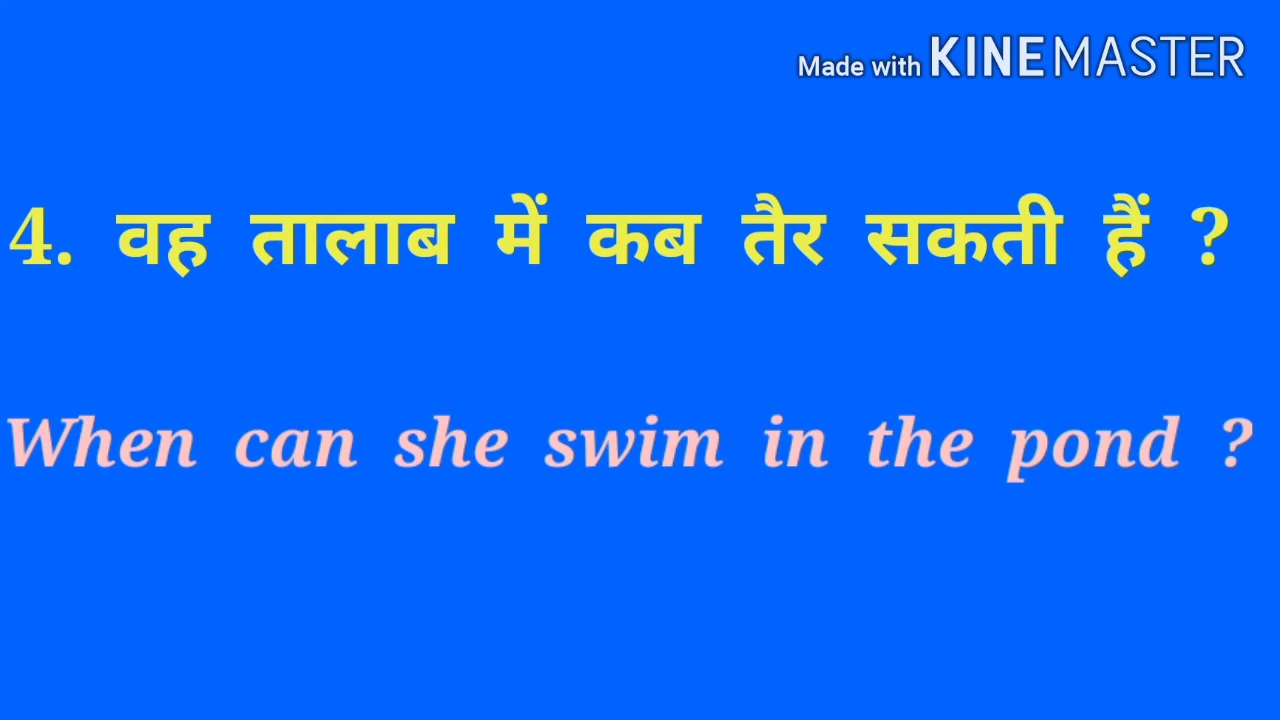 Made with KINEMASTER
4. वह तालाब में कब तैर सकती हैं ?
When can she swim in the pond ?